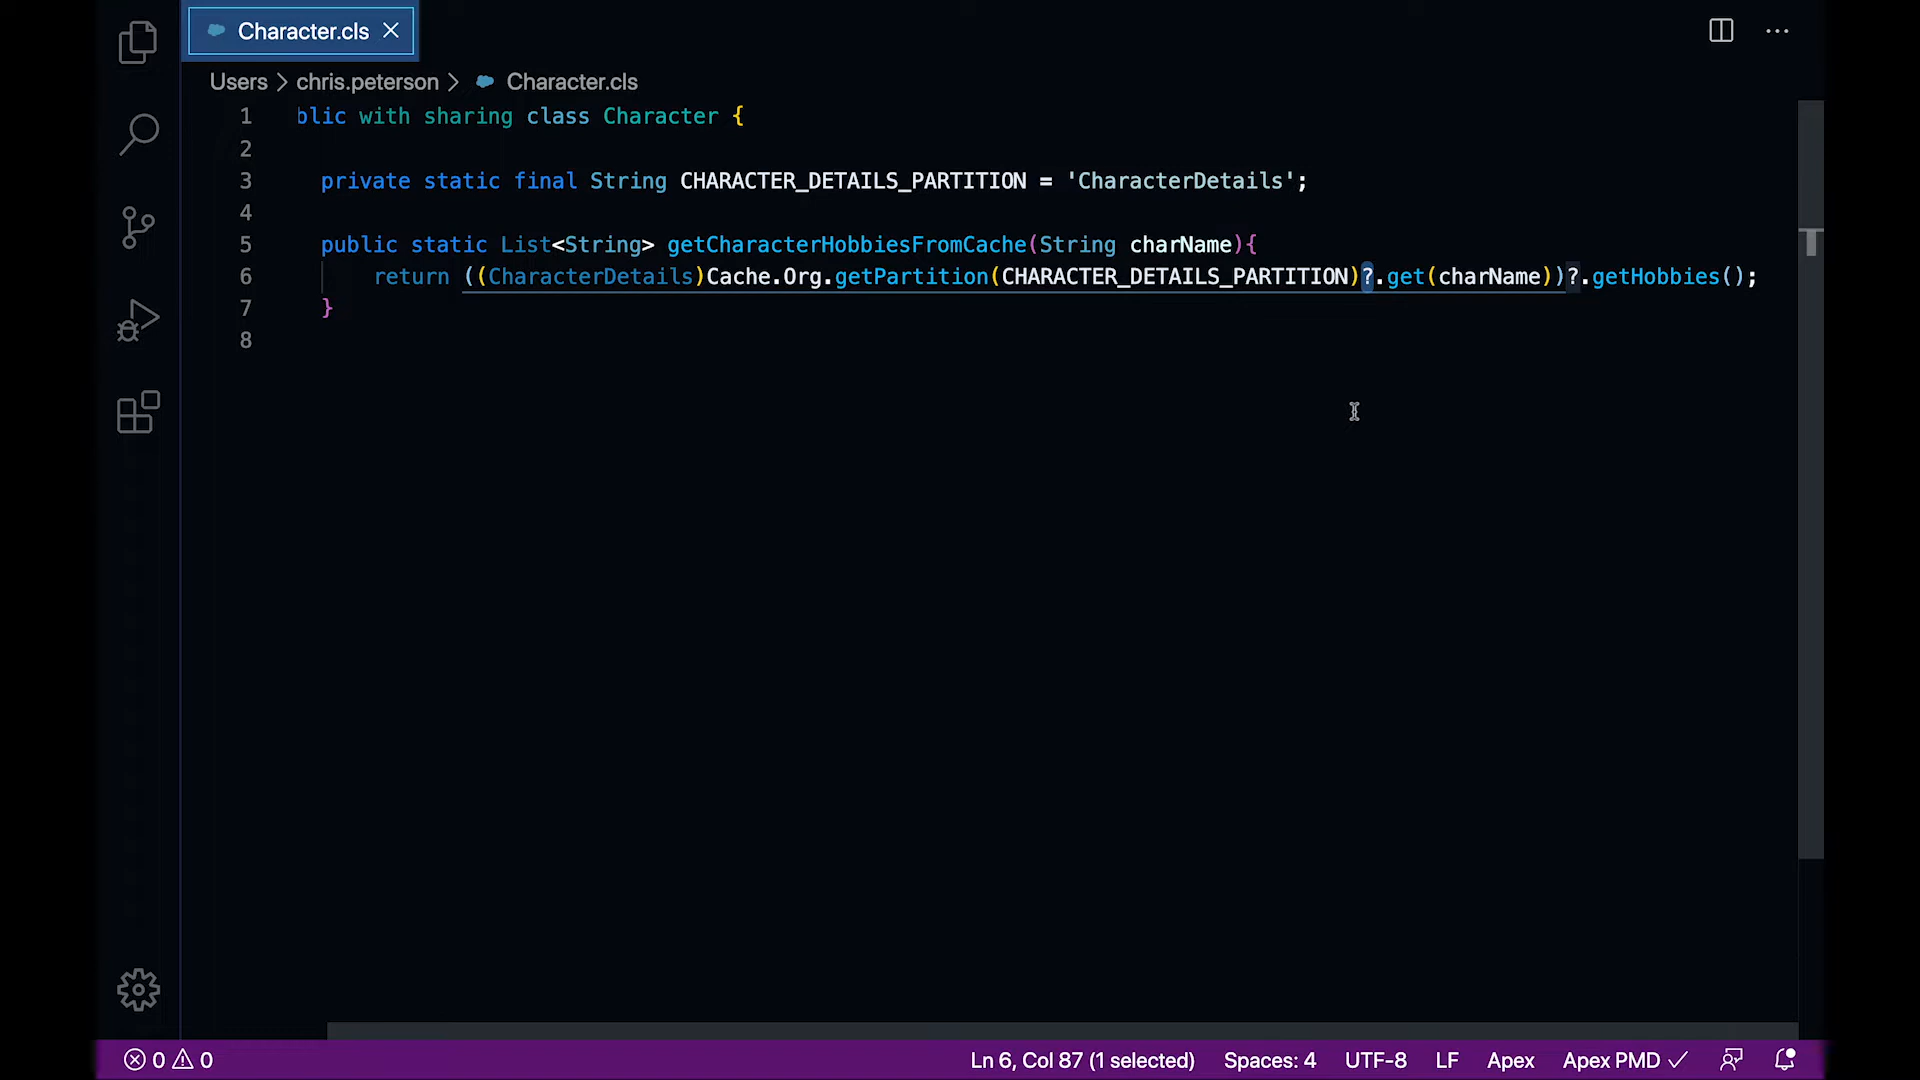 Character.cls
Users > chris.peterson > Character.cls
1 blic with sharing class Character {
2
3 private static final String CHARACTER_DETAILS_PARTITION = 'CharacterDetails';
4
5 public static List<String> getCharacterHobbiesFromCache(String charName){
6 return ((CharacterDetails)Cache.Org.getPartition(CHARACTER_DETAILS_PARTITION)?.get(charName))?.getHobbies();
7 }
8
0 0 Ln 6, Col 87 (1 selected) Spaces: 4 UTF-8 LF Apex Apex PMD ✓